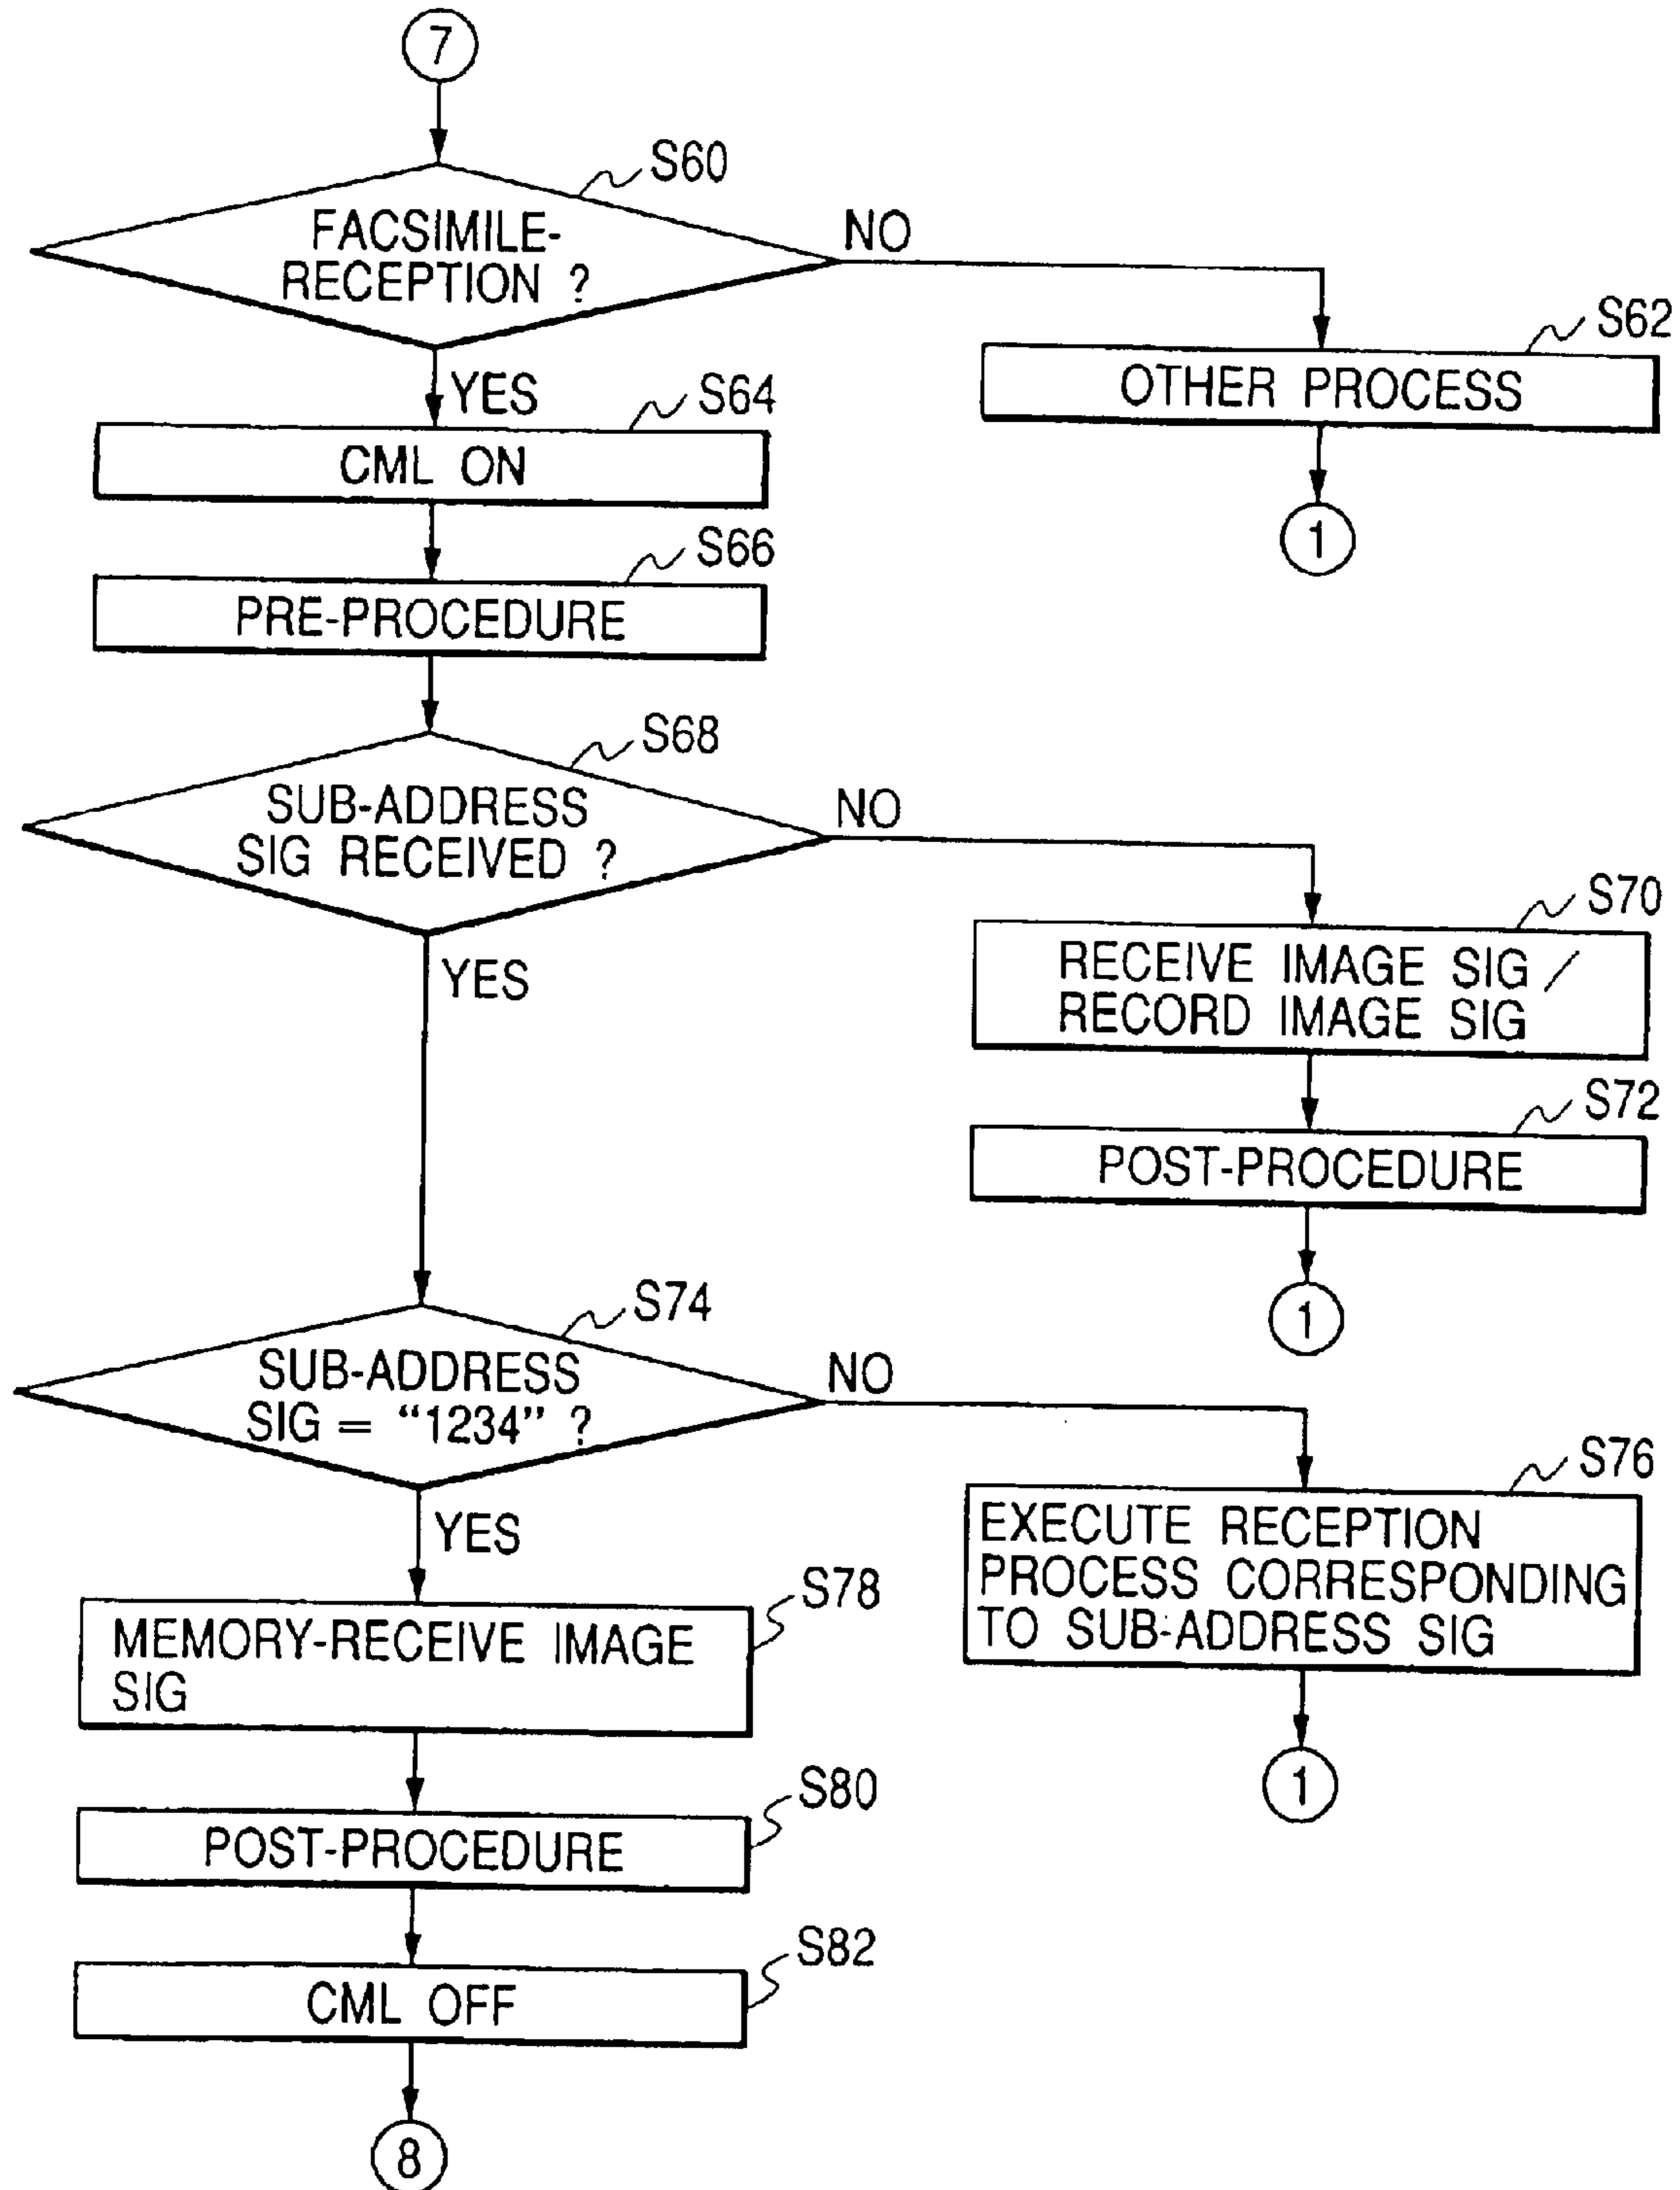 7
S60
FACSIMILE-
RECEPTION ?
NO
S62
OTHER PROCESS
1
YES
S64
CML ON
S66
PRE-PROCEDURE
S68
SUB-ADDRESS
SIG RECEIVED ?
NO
S70
RECEIVE IMAGE SIG /
RECORD IMAGE SIG
YES
S72
POST-PROCEDURE
1
S74
SUB-ADDRESS
SIG = “1234” ?
NO
S76
EXECUTE RECEPTION
PROCESS CORRESPONDING
TO SUB-ADDRESS SIG
1
YES
S78
MEMORY-RECEIVE IMAGE
SIG
S80
POST-PROCEDURE
S82
CML OFF
8